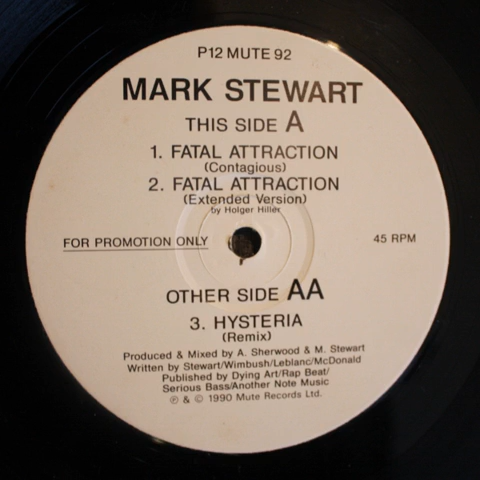 P12 MUTE 92
MARK STEWART
THIS SIDE A
1. FATAL ATTRACTION
(Contagious)
2. FATAL ATTRACTION
(Extended Version)
by Holger Hiller
FOR PROMOTION ONLY 45 RPM
OTHER SIDE AA
3. HYSTERIA
(Remix)
Produced & Mixed by A. Sherwood & M. Stewart
Written by Stewart/Wimbush/Leblanc/McDonald
Published by Dying Art/Rap Beat/
Serious Bass/Another Note Music
℗ & © 1990 Mute Records Ltd.